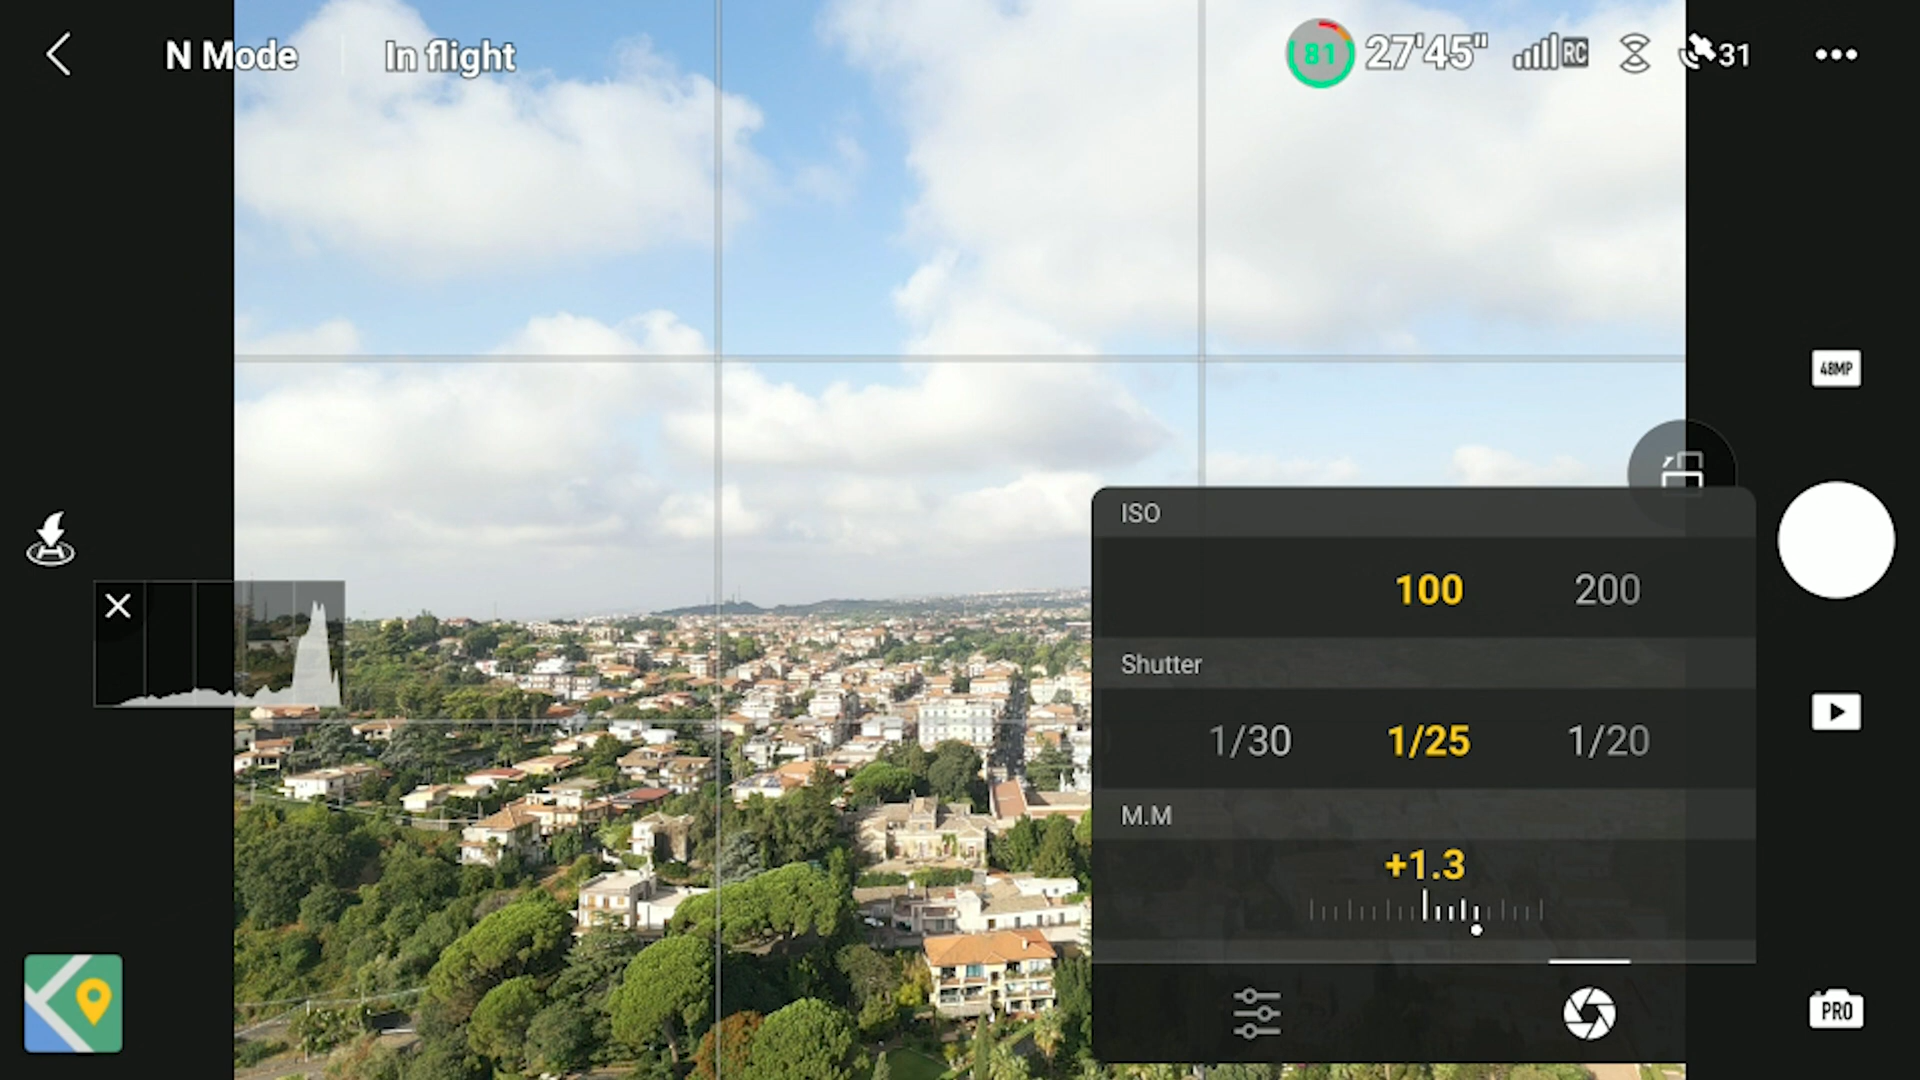 N Mode
In flight
81
27'45"
RC
31
48MP
ISO
100
200
Shutter
1/30
1/25
1/20
M.M
+1.3
PRO